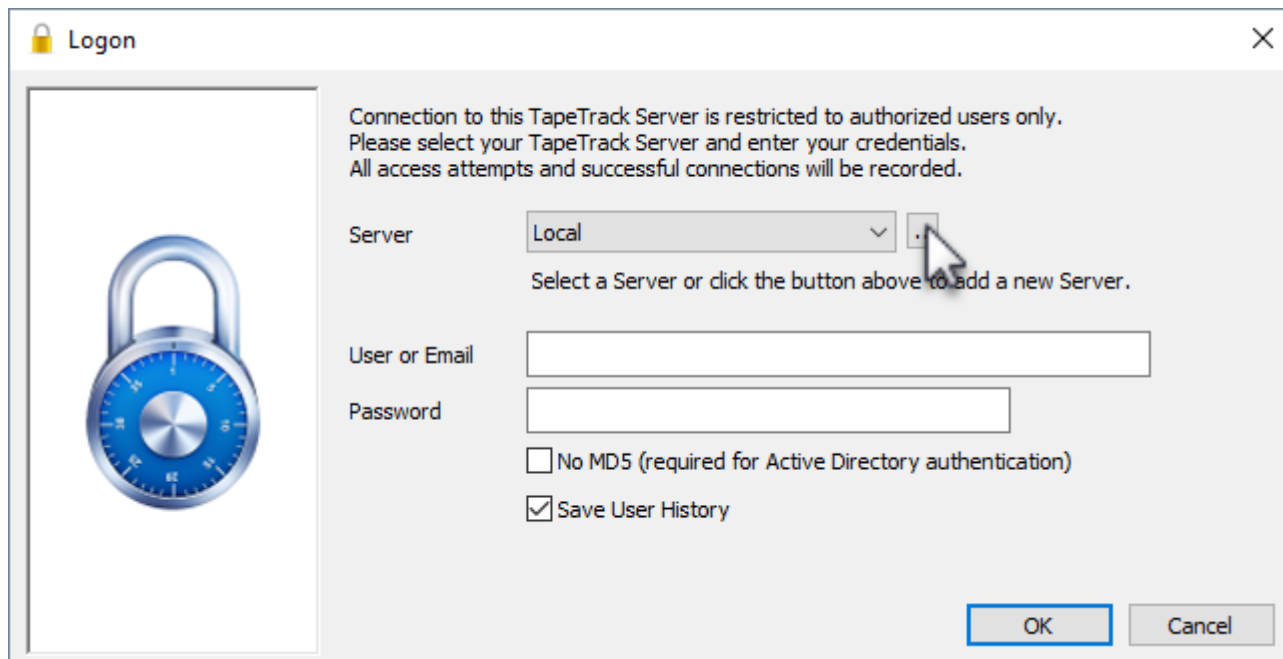 Logon
Connection to this TapeTrack Server is restricted to authorized users only.
Please select your TapeTrack Server and enter your credentials.
All access attempts and successful connections will be recorded.
Server Local
Select a Server or click the button above to add a new Server.
User or Email
Password
No MD5 (required for Active Directory authentication)
Save User History
OK Cancel